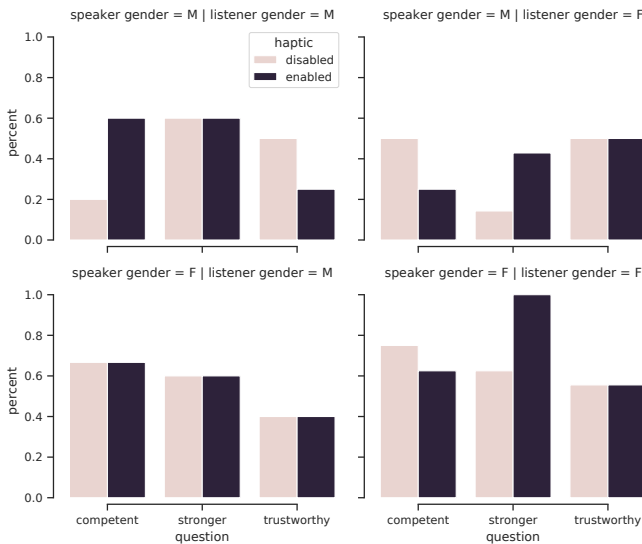 speaker gender = M | listener gender = M
speaker gender = M | listener gender = F
haptic
disabled
enabled
percent
1.0
0.8
0.6
0.4
0.2
0.0
speaker gender = F | listener gender = M
speaker gender = F | listener gender = F
percent
1.0
0.8
0.6
0.4
0.2
0.0
competent
stronger
trustworthy
question
competent
stronger
trustworthy
question